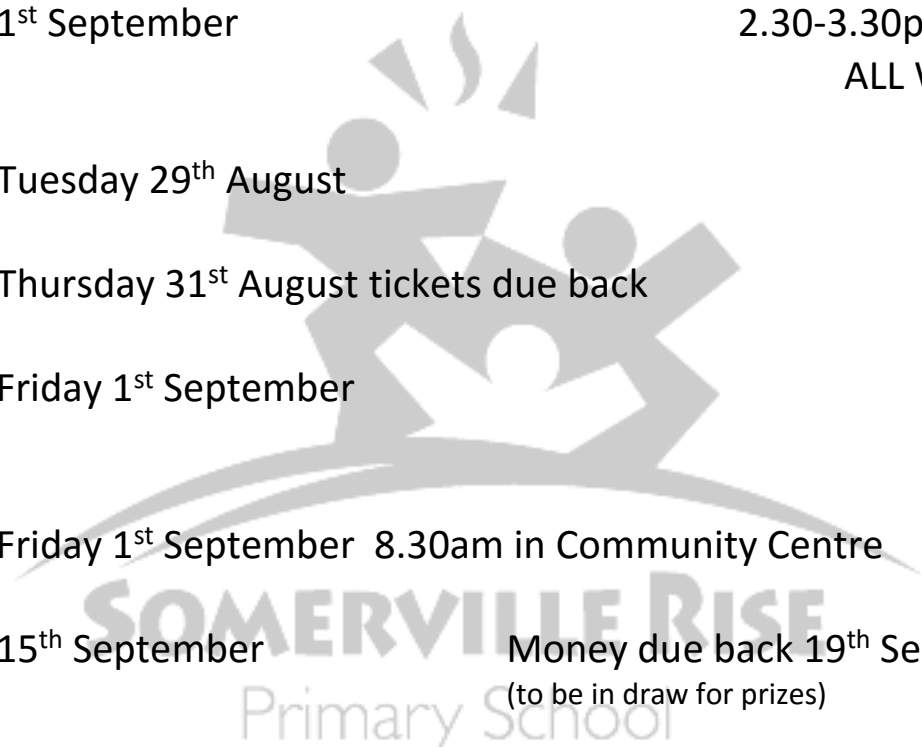 1st September 2.30-3.30p
ALL
Tuesday 29th August
Thursday 31st August tickets due back
Friday 1st September
Friday 1st September 8.30am in Community Centre
SOMERVILLE RISE
15th September Money due back 19th Se
(to be in draw for prizes)
Primary School